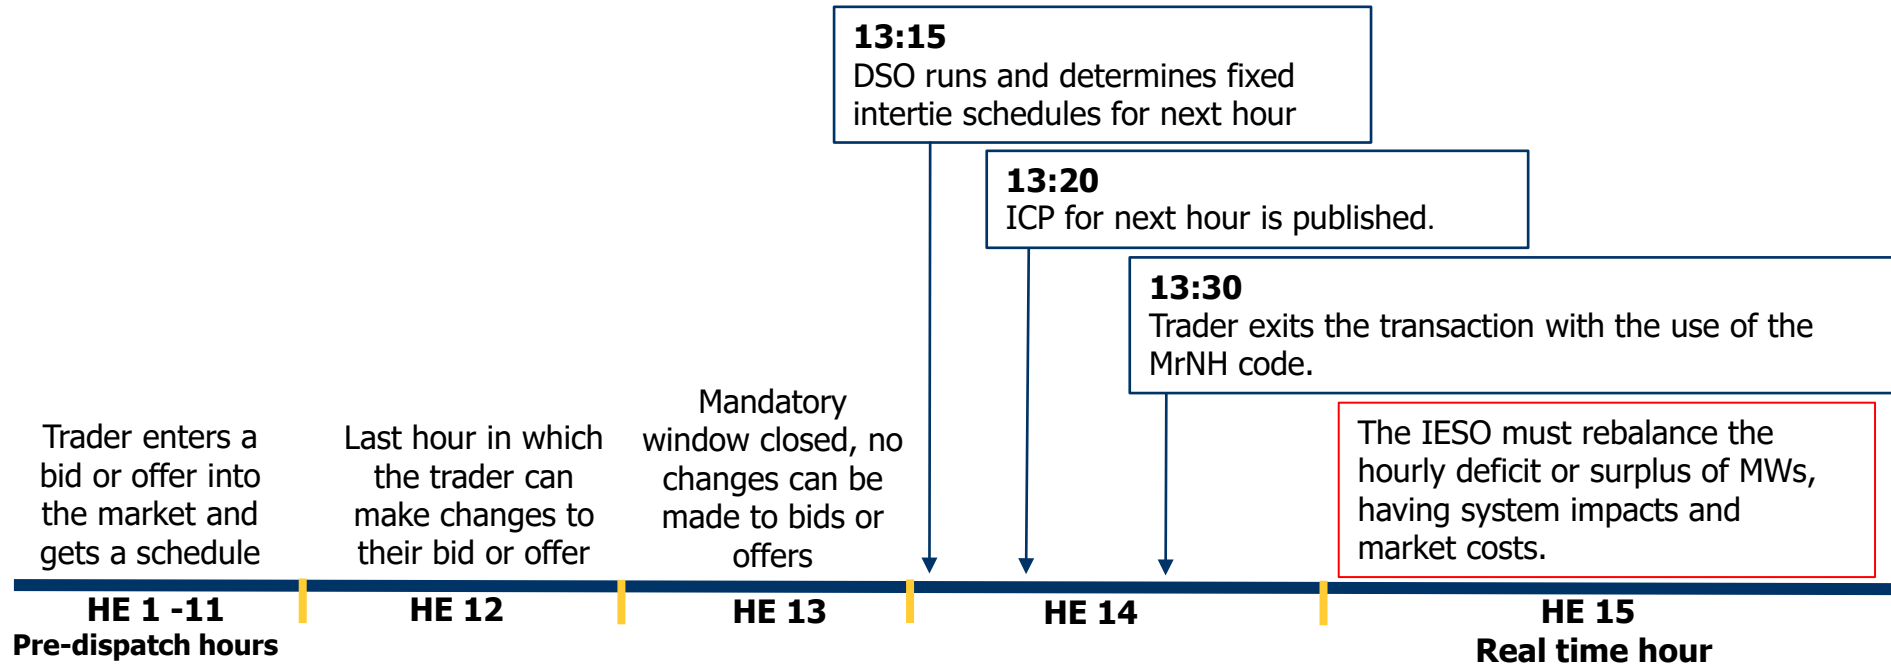 13:15
DSO runs and determines fixed
intertie schedules for next hour
13:20
ICP for next hour is published.
13:30
Trader exits the transaction with the use of the
MrNH code.
Trader enters a
bid or offer into
the market and
gets a schedule
Last hour in which
the trader can
make changes to
their bid or offer
Mandatory
window closed, no
changes can be
made to bids or
offers
The IESO must rebalance the
hourly deficit or surplus of MWs,
having system impacts and
market costs.
HE 1 -11
Pre-dispatch hours
HE 12
HE 13
HE 14
HE 15
Real time hour